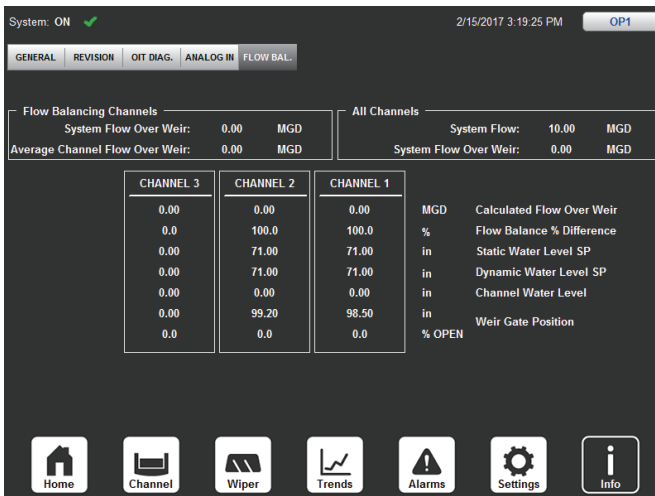 System: ON 2/15/2017 3:19:25 PM OP1
GENERAL REVISION OIT DIAG. ANALOG IN FLOW BAL.
Flow Balancing Channels All Channels
System Flow Over Weir: 0.00 MGD System Flow: 10.00 MGD
Average Channel Flow Over Weir: 0.00 MGD System Flow Over Weir: 0.00 MGD
CHANNEL 3 CHANNEL 2 CHANNEL 1
0.00 0.00 0.00 MGD Calculated Flow Over Weir
0.0 100.0 100.0 % Flow Balance % Difference
0.00 71.00 71.00 in Static Water Level SP
0.00 71.00 71.00 in Dynamic Water Level SP
0.00 0.00 0.00 in Channel Water Level
0.00 99.20 98.50 in Weir Gate Position
0.0 0.0 0.0 % OPEN
Home Channel Wiper Trends Alarms Settings Info